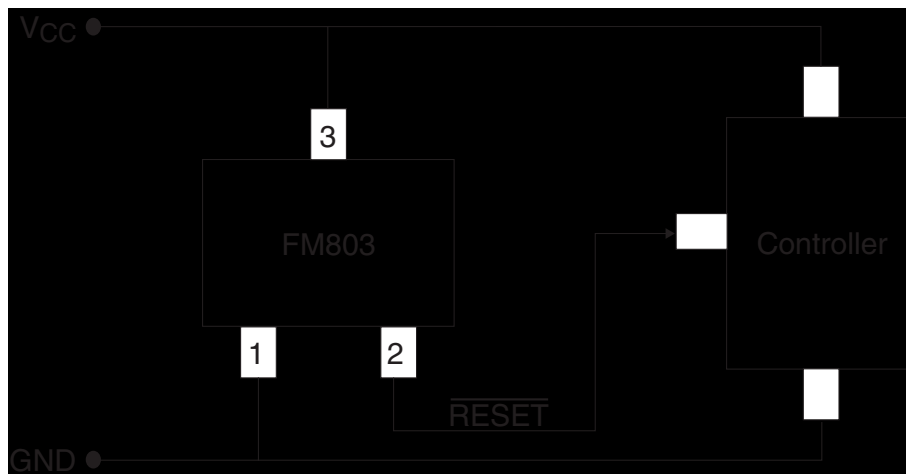 VCC
3
FM803
Controller
1
2
RESET
GND